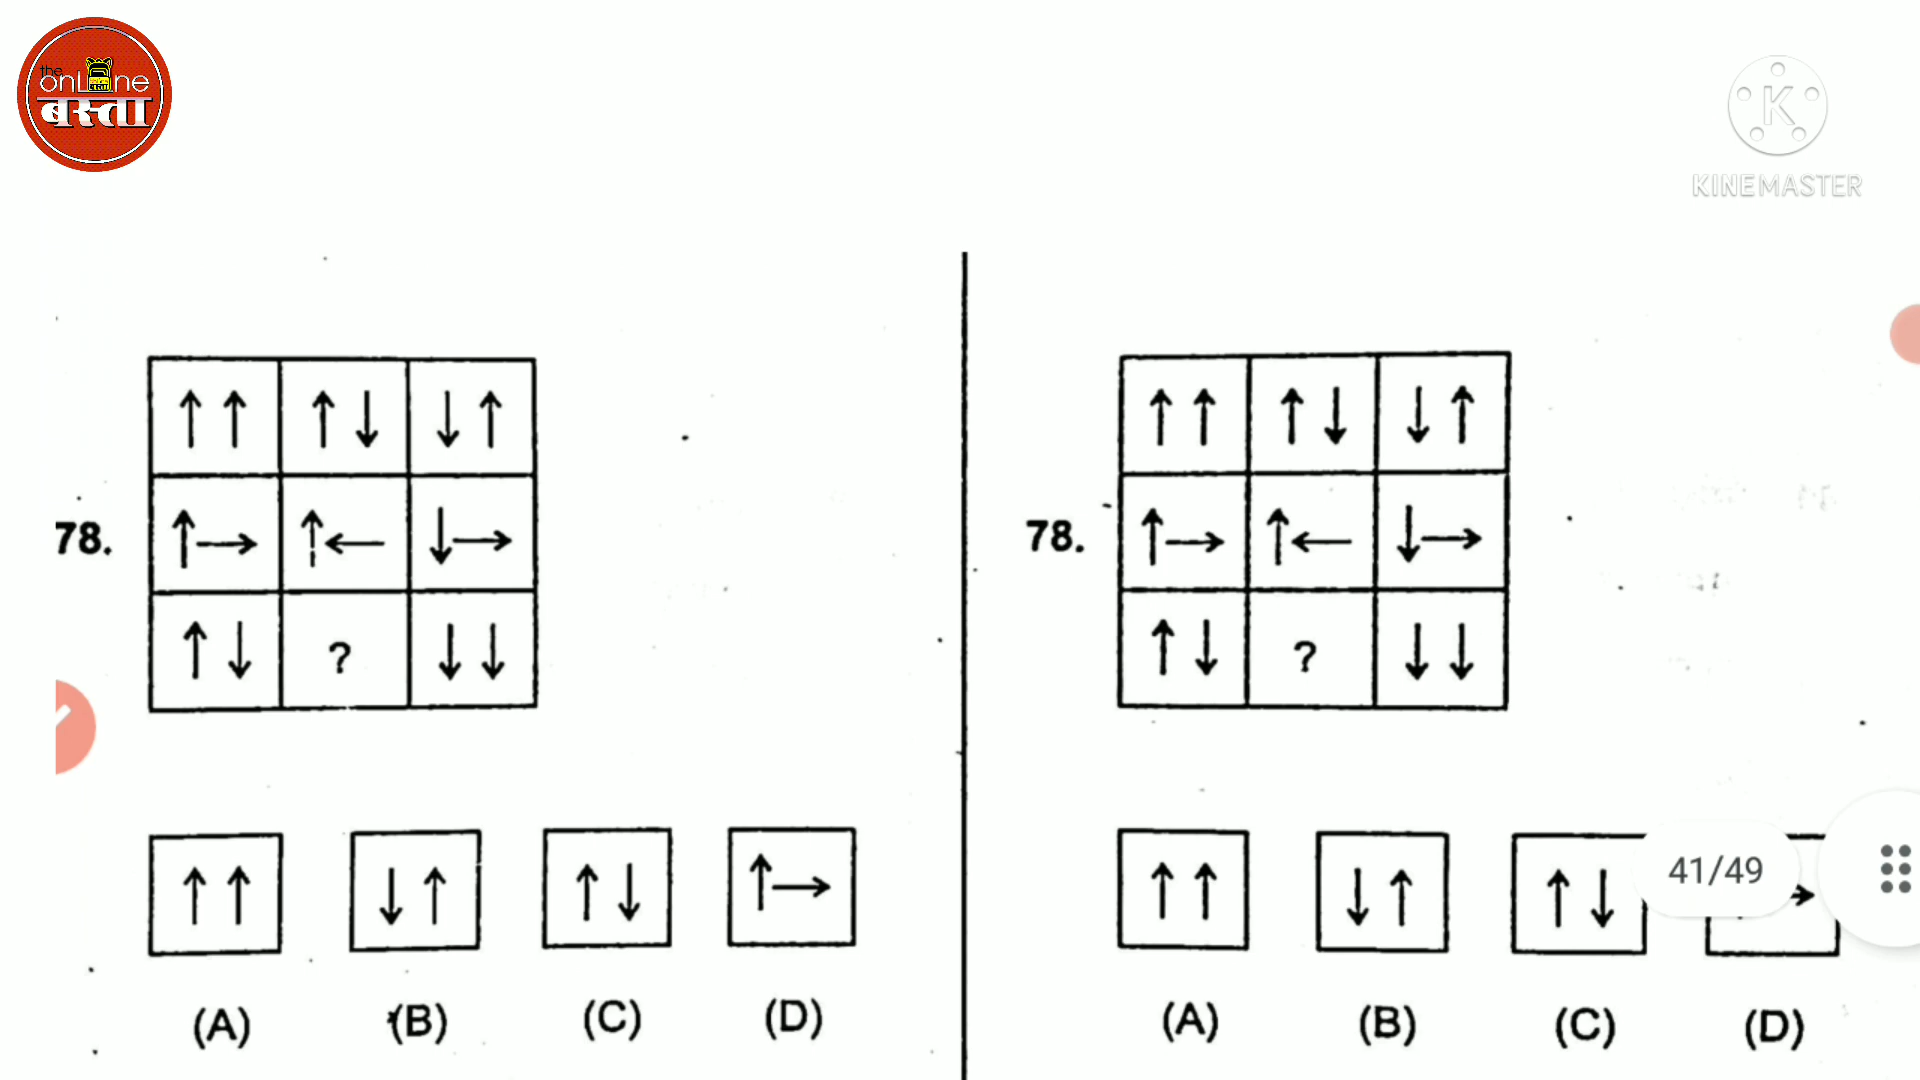 the
onLine
बस्ता
KINEMASTER
78.
?
(A) (B) (C) (D)
78.
?
41/49
(A) (B) (C) (D)